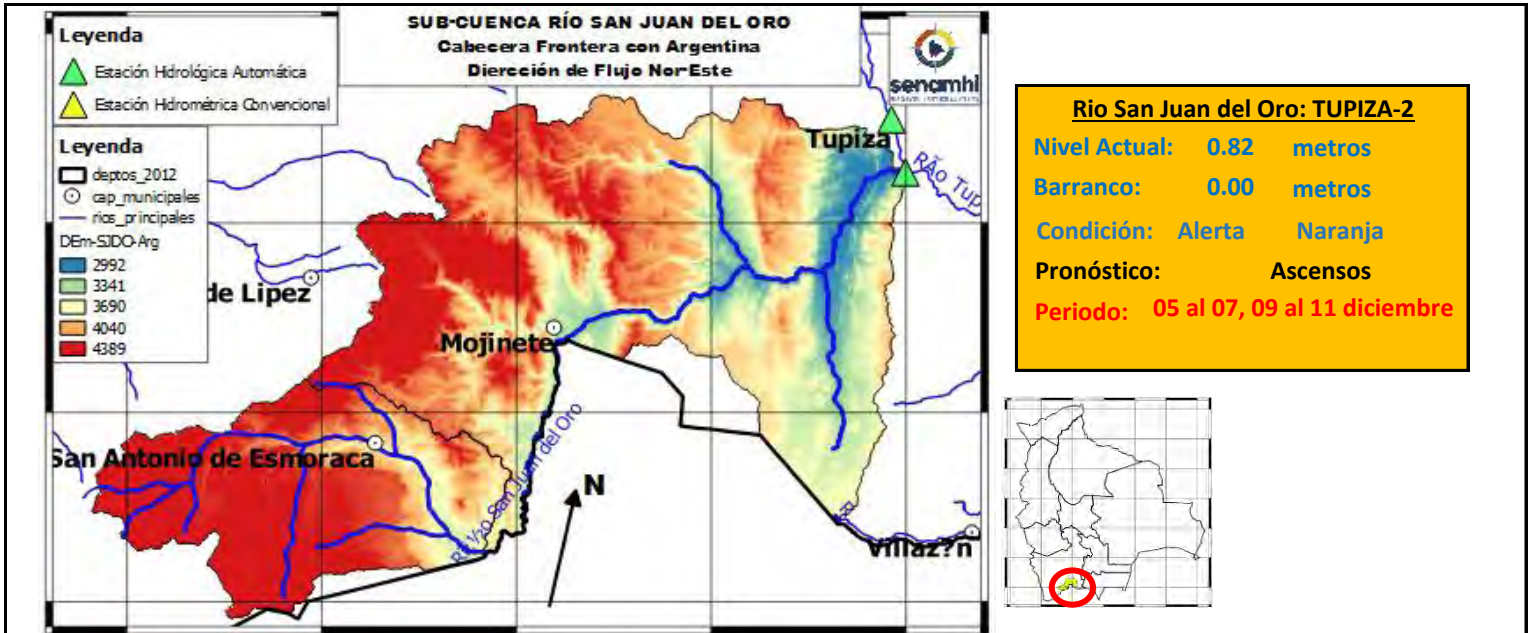 SUB-CUENCA RÍO SAN JUAN DEL ORO
Cabecera Frontera con Argentina
Diercción de Flujo Nor-Este
Leyenda
Estación Hidrológica Automática
Estación Hidrométrica Convencional
Leyenda
deptos_2012
cap_municipales
rios_principales
DEm-SJDO-Arg
2992
3341
3690
4040
4389
senamhi
Tupiza
RÃo Tup
de Lipez
Mojinete
San Antonio de Esmoraca
San Juan del Oro
N
Villaz?n
Rio San Juan del Oro: TUPIZA-2
Nivel Actual: 0.82 metros
Barranco: 0.00 metros
Condición: Alerta Naranja
Pronóstico: Ascensos
Periodo: 05 al 07, 09 al 11 diciembre